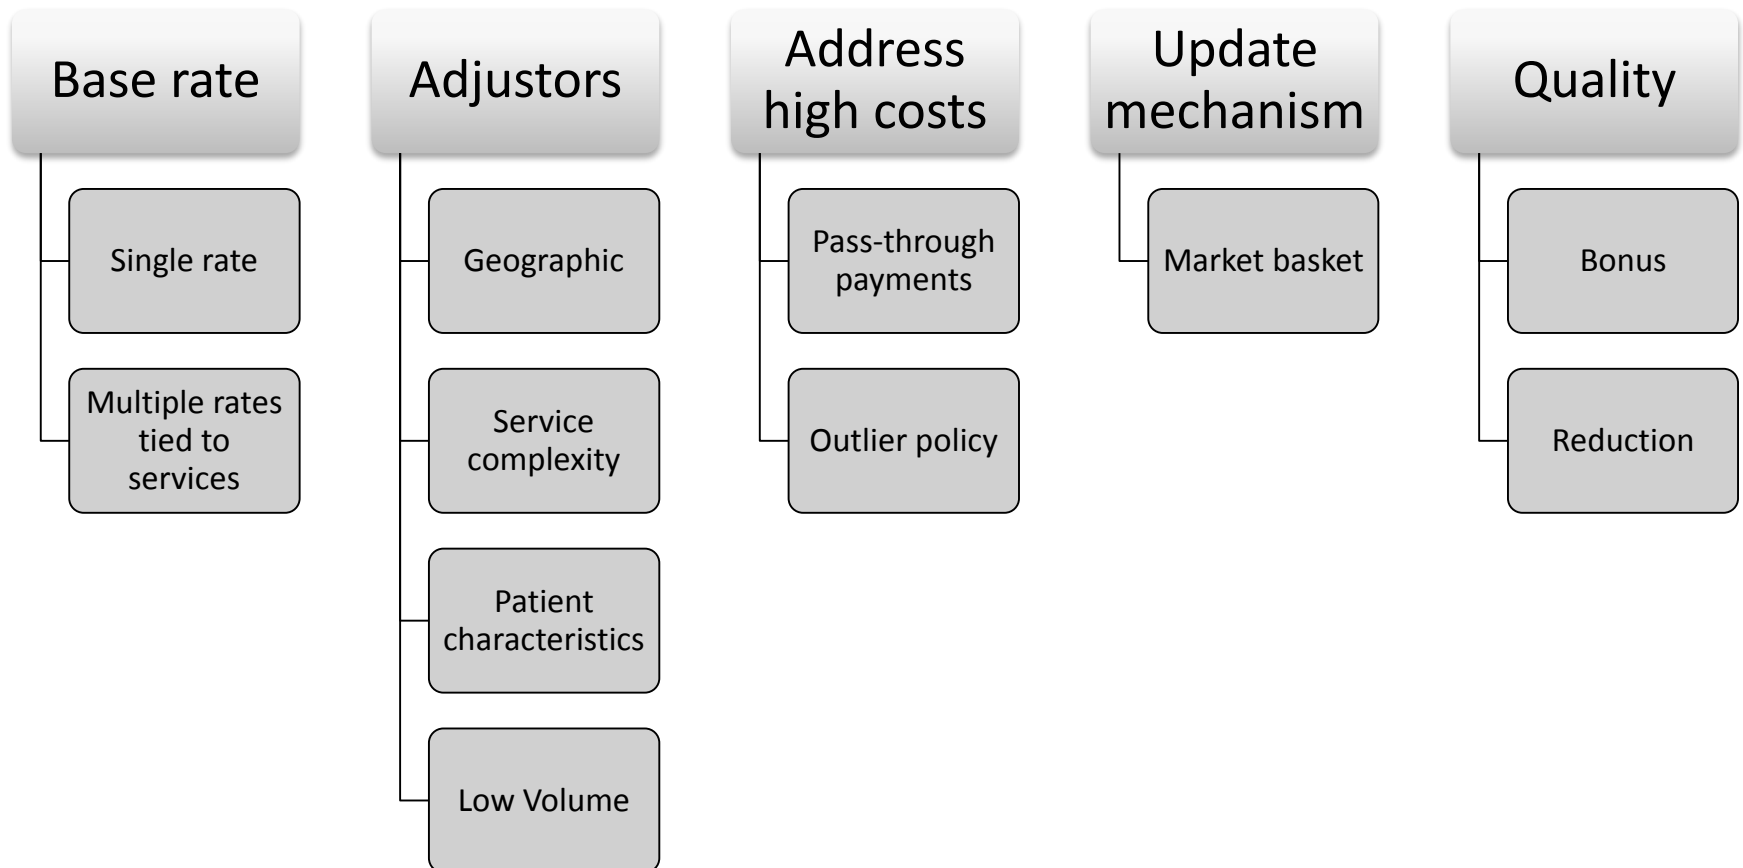 Base rate
Single rate
Multiple rates
tied to
services
Adjustors
Geographic
Service
complexity
Patient
characteristics
Low Volume
Address
high costs
Pass-through
payments
Outlier policy
Update
mechanism
Market basket
Quality
Bonus
Reduction